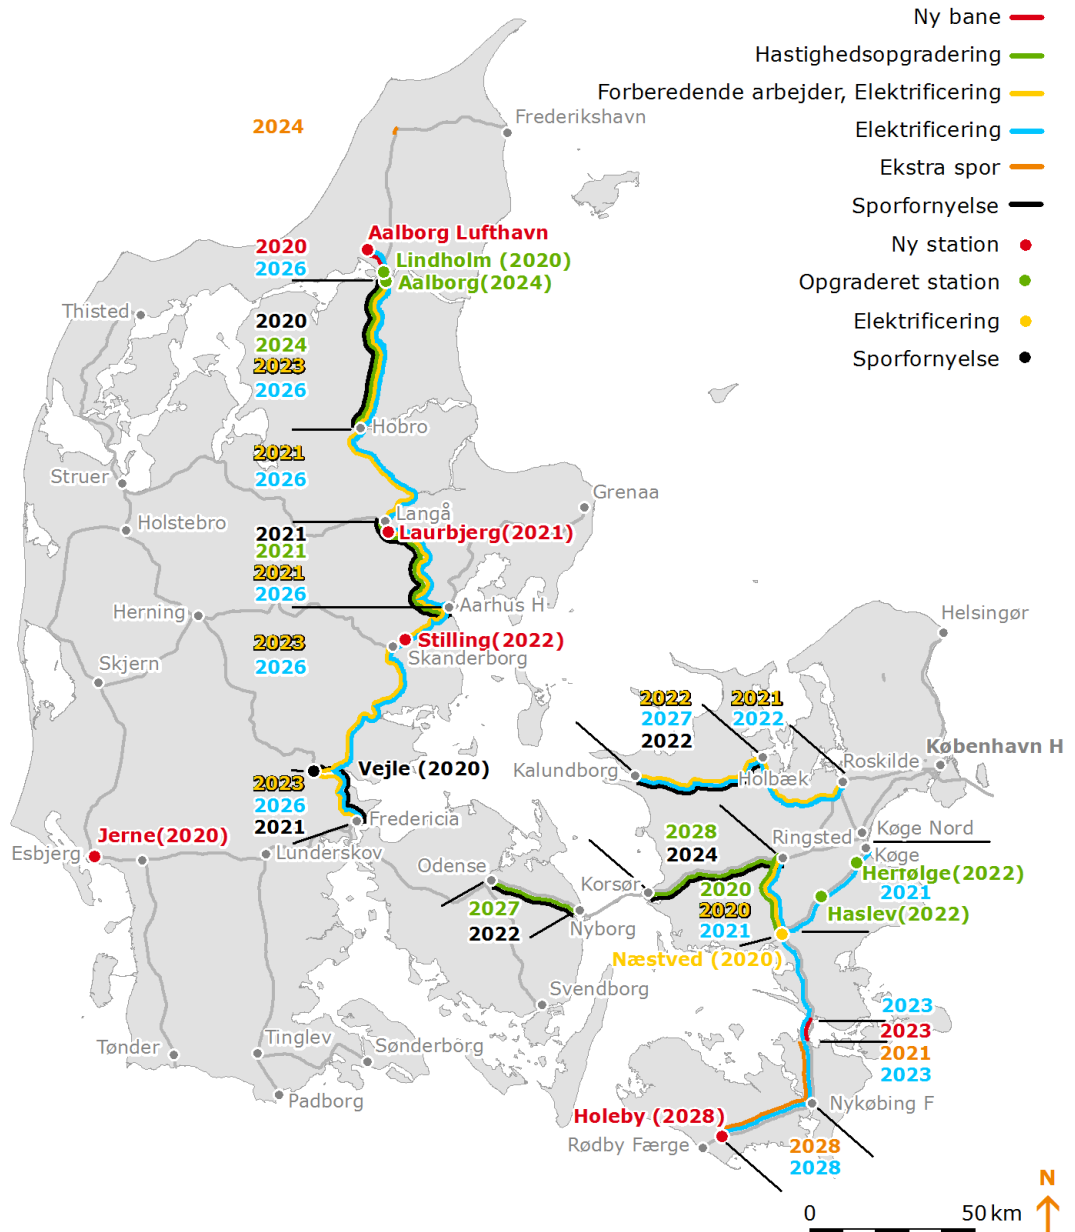 Ny bane
Hastighedsopgradering
Forberedende arbejder, Elektrificering
Elektrificering
Ekstra spor
Sporfornyelse
Ny station
Opgraderet station
Elektrificering
Sporfornyelse
2024
Frederikshavn
Aalborg Lufthavn
2020
Lindholm (2020)
2026
Aalborg(2024)
Thisted
2020
2024
2023
2026
Hobro
2021
Struer
2026
Grenaa
Langå
Holstebro
Laurbjerg(2021)
2021
2021
2021
2026
Aarhus H
Herning
Helsingør
2023
Stilling(2022)
Skanderborg
2026
Skjern
2022
2021
2027
2022
2022
København H
Roskilde
Kalundborg
Holbæk
Vejle (2020)
2023
2026
2021
Fredericia
Jerne(2020)
Esbjerg
Lunderskov
2028
2024
Ringsted
Køge Nord
Køge
Odense
Korsør
Herfølge(2022)
2021
2020
2020
2021
Haslev(2022)
2027
2022
Nyborg
Næstved (2020)
Svendborg
2023
2023
2021
2023
Tønder
Tinglev
Sønderborg
Padborg
Nykøbing F
Holeby (2028)
Rødby Færge
2028
2028
N
0
50 km